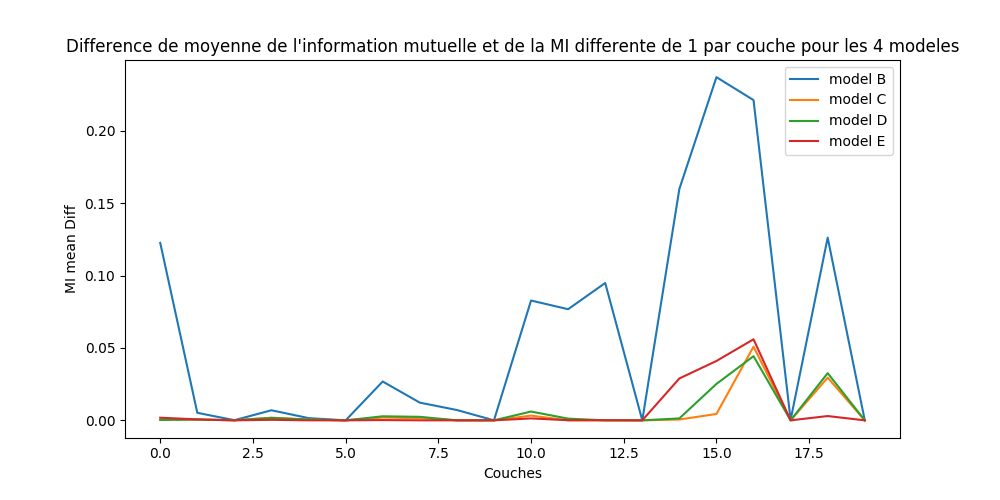 Difference de moyenne de l'information mutuelle et de la MI differente de 1 par couche pour les 4 modeles
model B
model C
model D
model E
MI mean Diff
0.20
0.15
0.10
0.05
0.00
0.0 2.5 5.0 7.5 10.0 12.5 15.0 17.5
Couches